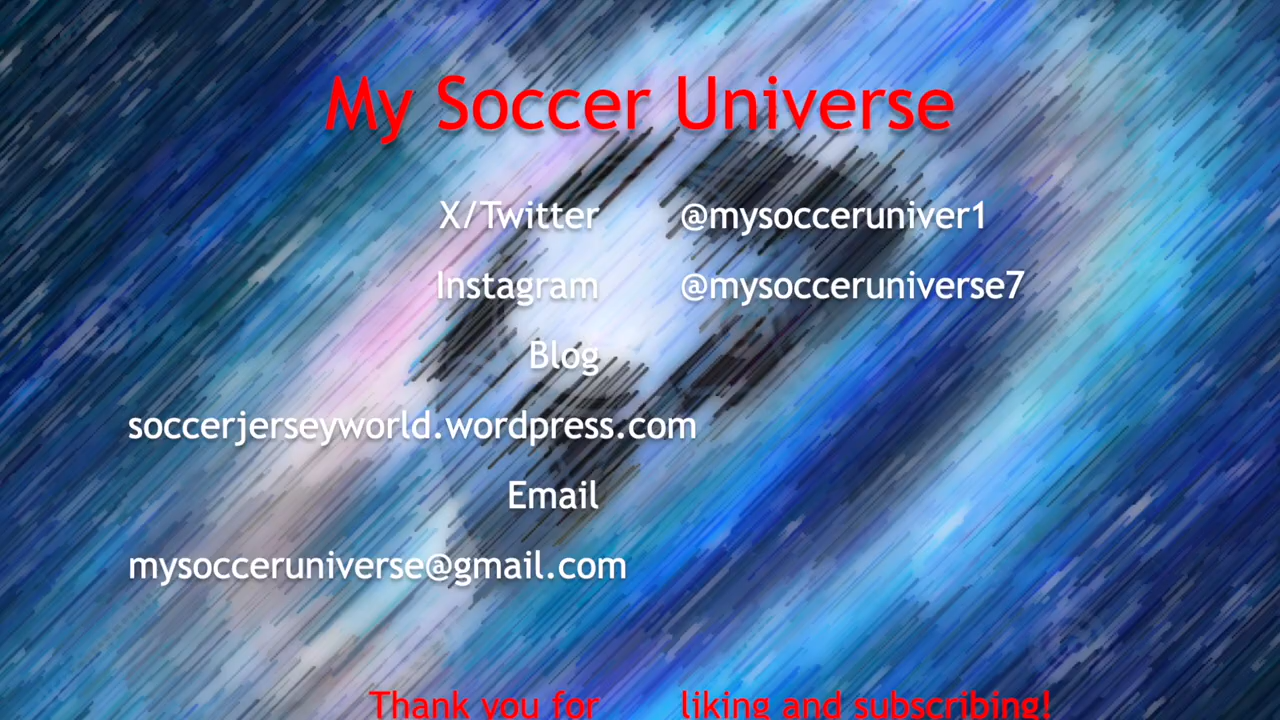 My Soccer Universe
X/Twitter @mysocceruniver1
Instagram @mysocceruniverse7
Blog
soccerjerseyworld.wordpress.com
Email
mysocceruniverse@gmail.com
Thank you for liking and subscribing!